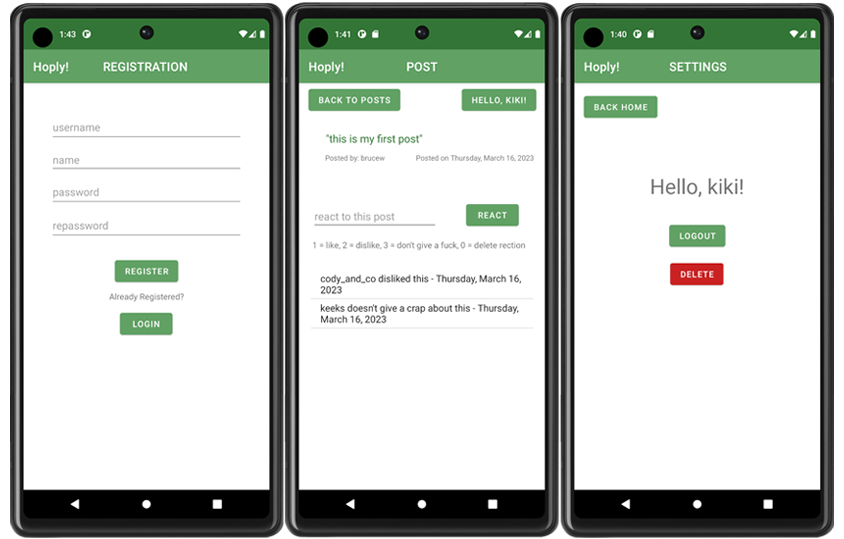 1:43
Hoply! REGISTRATION
username
name
password
repassword
REGISTER
Already Registered?
LOGIN
1:41
Hoply! POST
BACK TO POSTS HELLO, KIKI!
"this is my first post"
Posted by: brucew Posted on Thursday, March 16, 2023
react to this post REACT
1 = like, 2 = dislike, 3 = don't give a fuck, 0 = delete rection
cody_and_co disliked this - Thursday, March 16,
2023
keeks doesn't give a crap about this - Thursday,
March 16, 2023
1:40
Hoply! SETTINGS
BACK HOME
Hello, kiki!
LOGOUT
DELETE